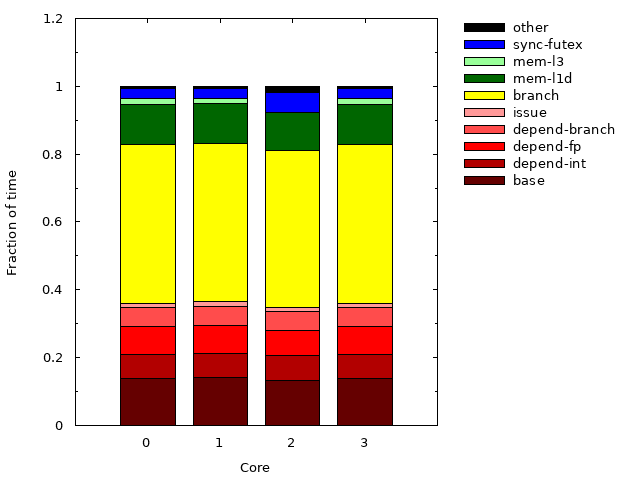 1.2
1
0.8
0.6
0.4
0.2
0
Fraction of time
0 1 2 3
Core
other
sync-futex
mem-l3
mem-l1d
branch
issue
depend-branch
depend-fp
depend-int
base